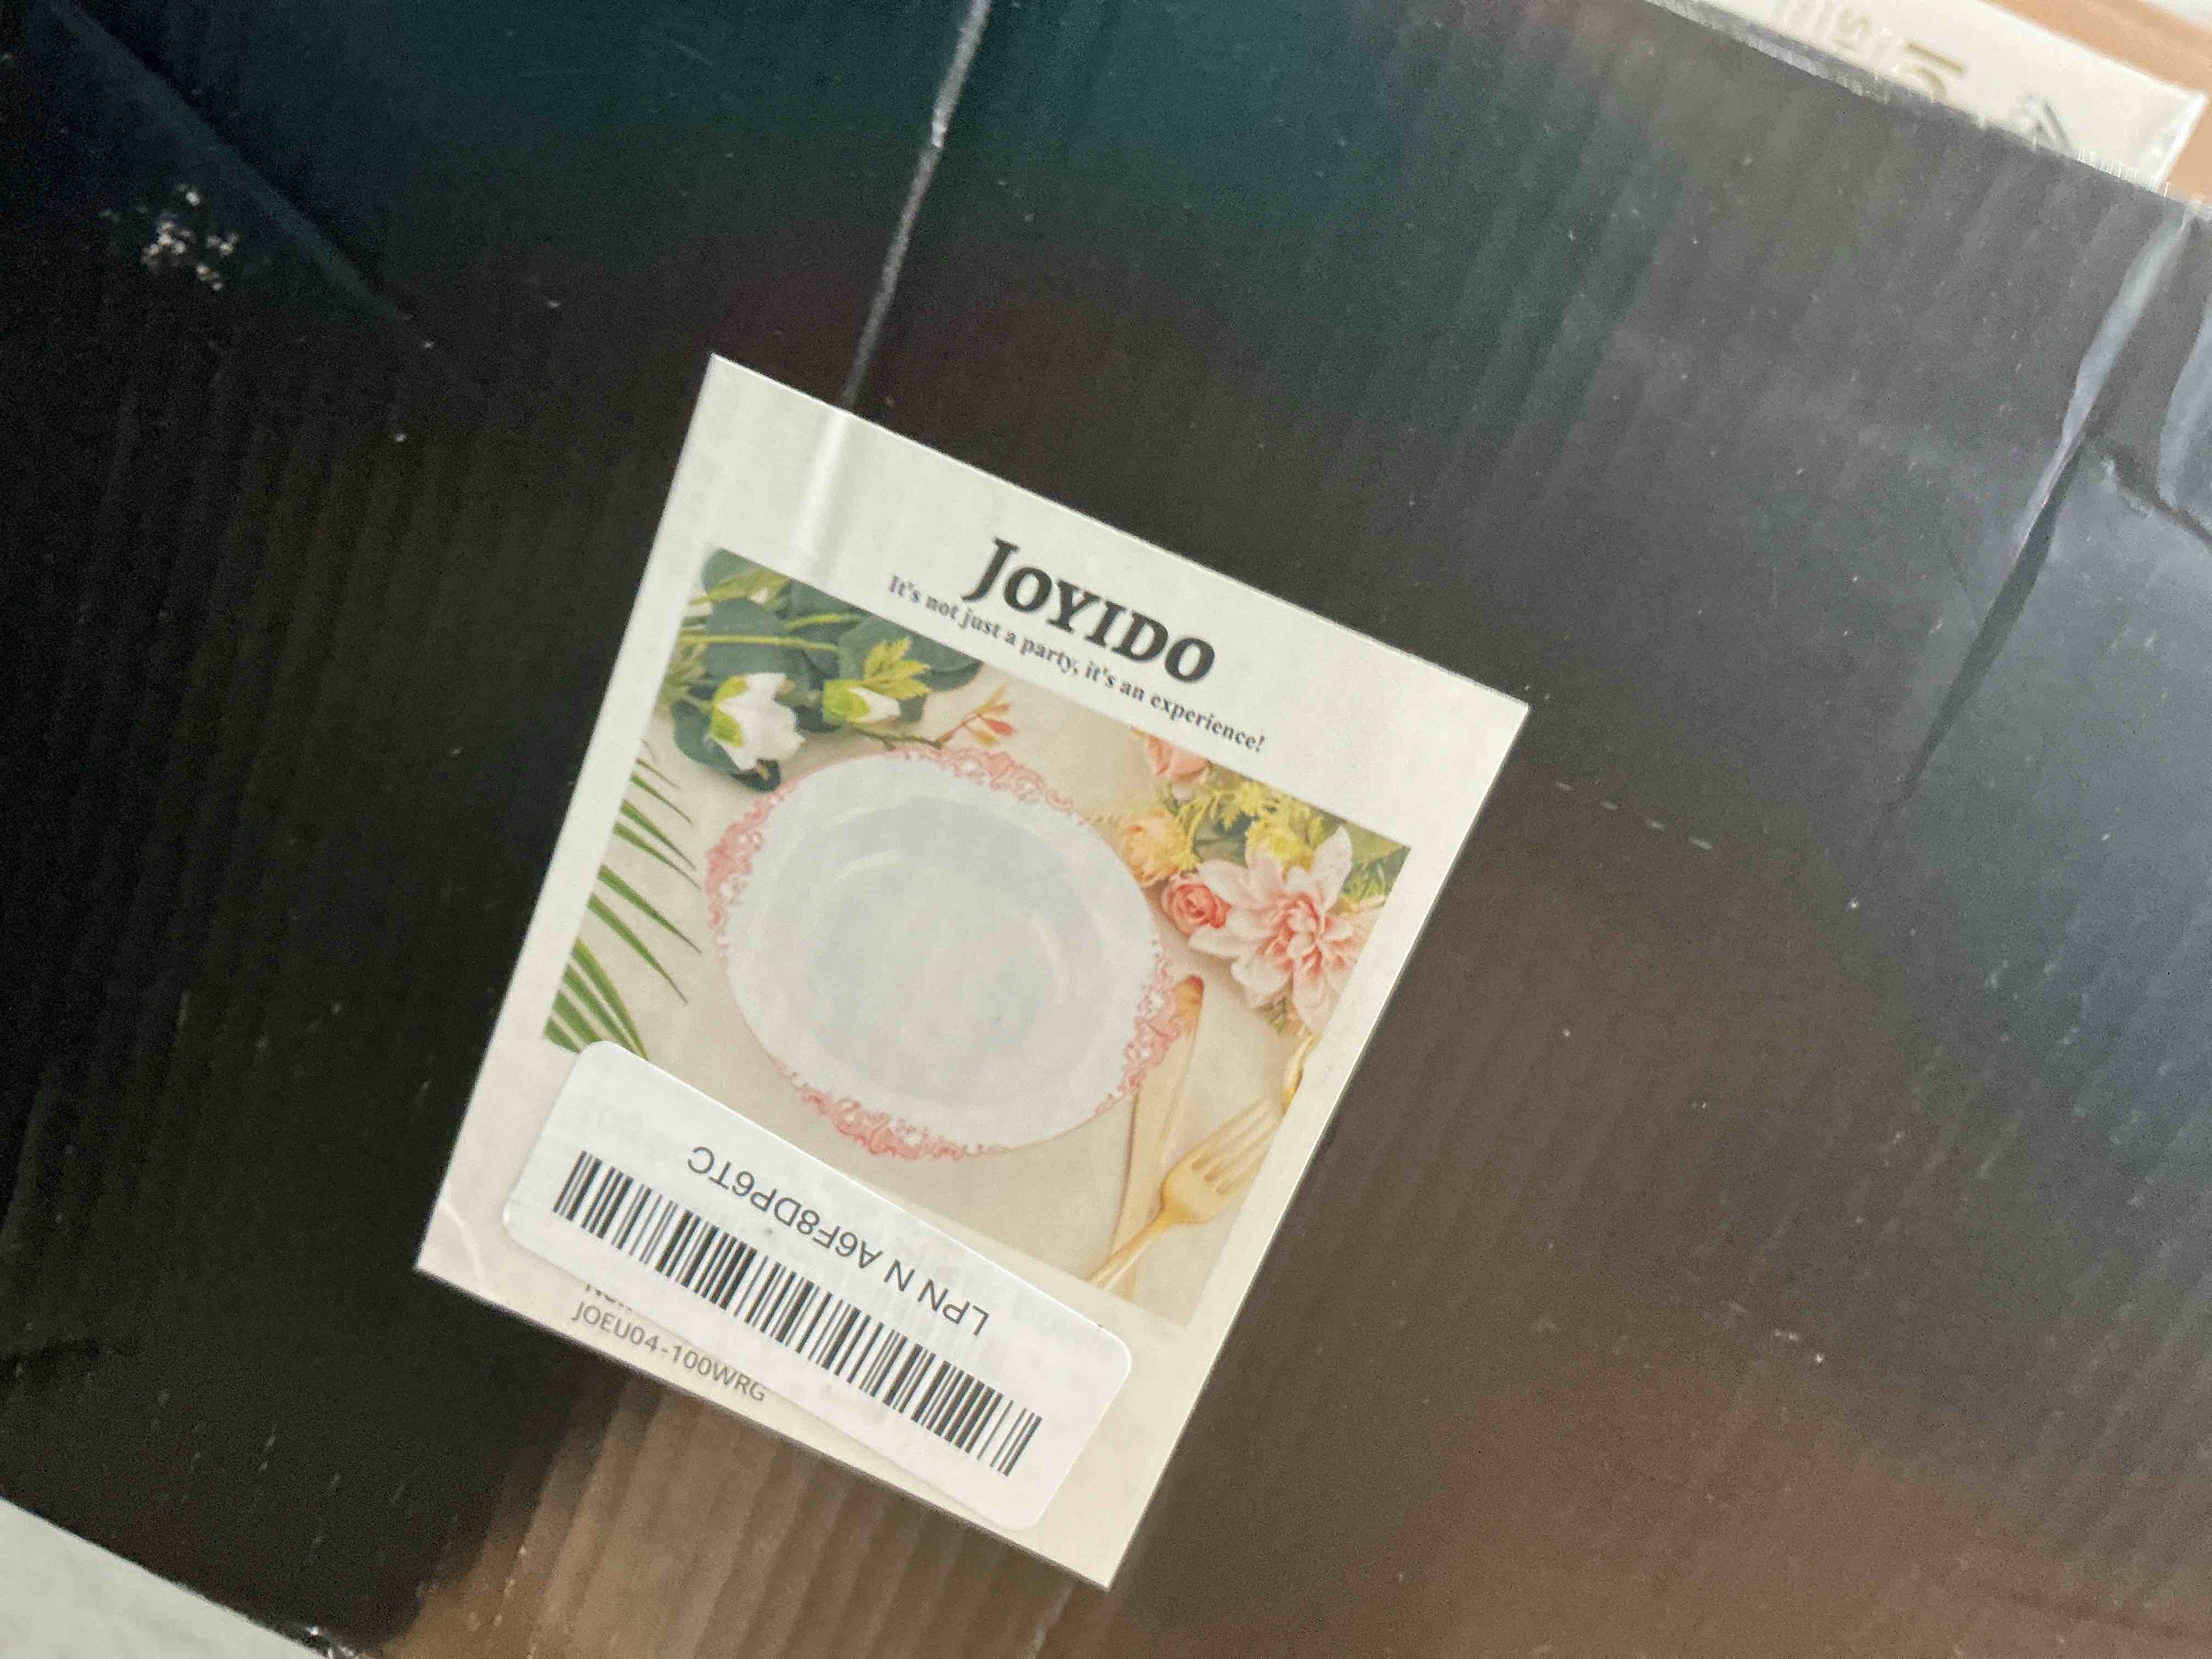 JOYIDO
It's not just a party, it's an experience!
LPN N A6F8DP6TC
JOEU04-100WRG